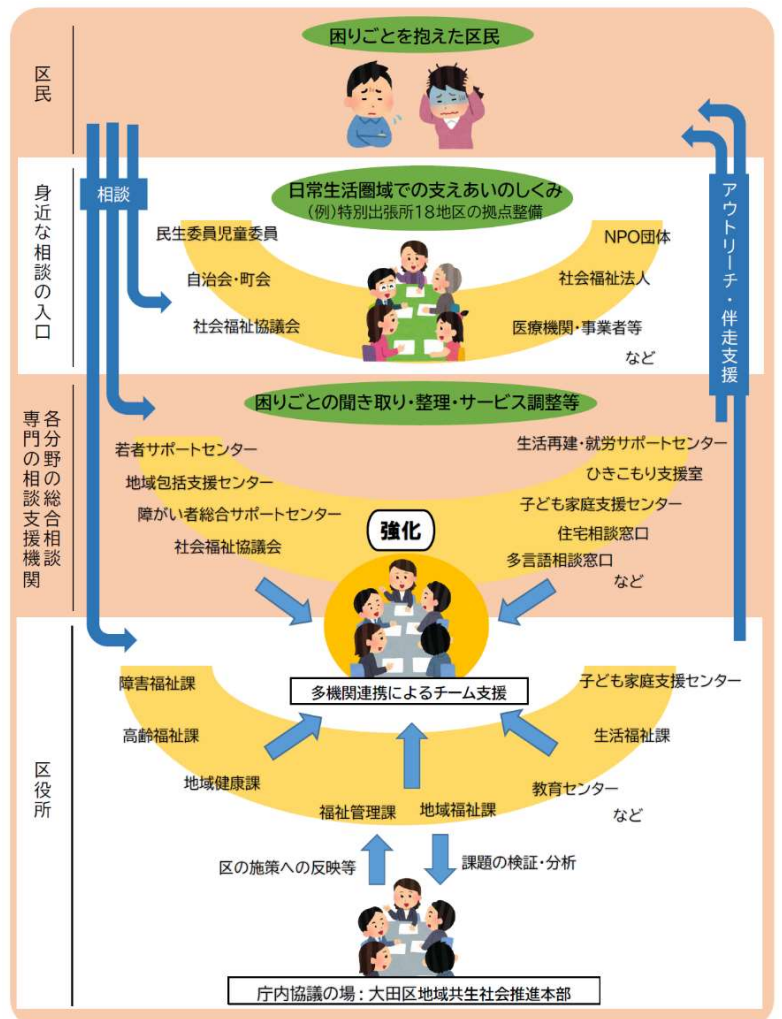 困りごとを抱えた区民
区民
相談
身近な相談の入口
日常生活圏域での支えあいのしくみ
(例)特別出張所18地区の拠点整備
民生委員児童委員
自治会・町会
社会福祉協議会
NPO団体
社会福祉法人
医療機関・事業者等
など
アウトリーチ・伴走支援
各分野の総合相談
専門の相談支援機関
困りごとの聞き取り・整理・サービス調整等
若者サポートセンター
地域包括支援センター
障がい者総合サポートセンター
社会福祉協議会
生活再建・就労サポートセンター
ひきこもり支援室
子ども家庭支援センター
住宅相談窓口
多言語相談窓口
など
強化
多機関連携によるチーム支援
区役所
障害福祉課
高齢福祉課
地域健康課
福祉管理課
地域福祉課
子ども家庭支援センター
生活福祉課
教育センター
など
区の施策への反映等
課題の検証・分析
庁内協議の場：大田区地域共生社会推進本部